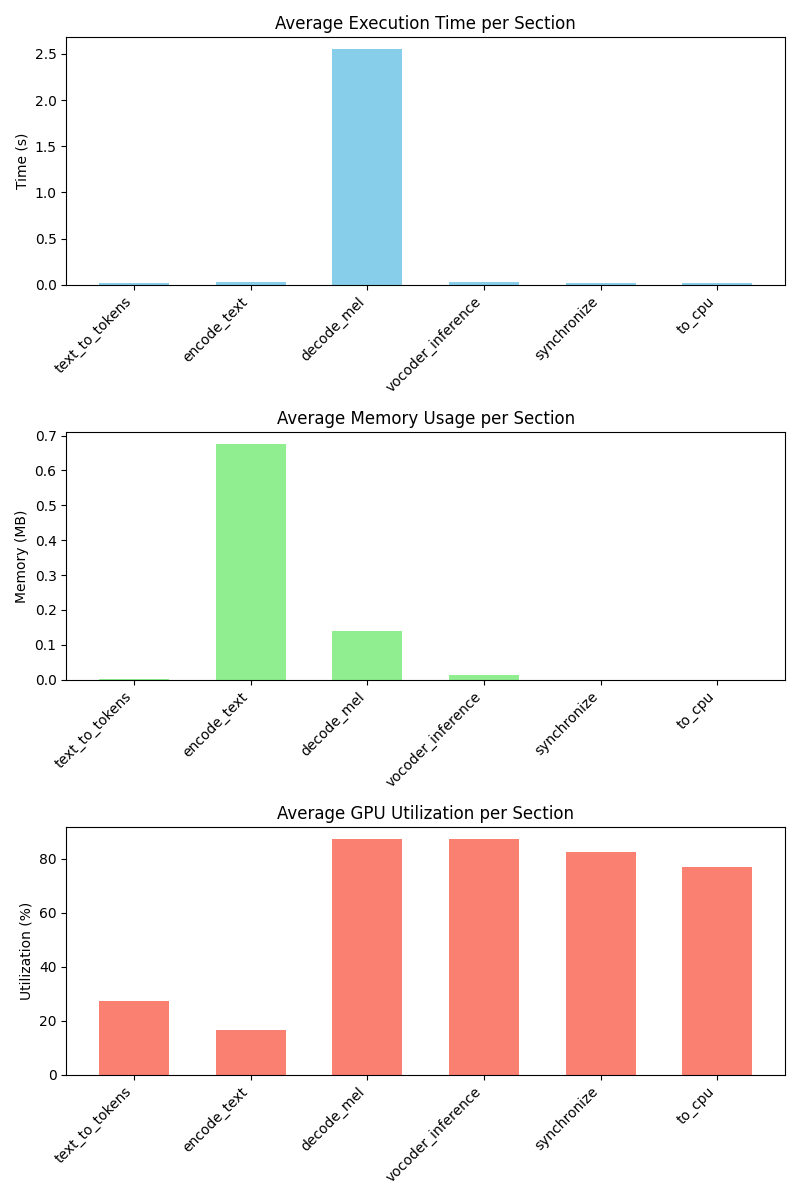 Average Execution Time per Section
Time (s)
2.5
2.0
1.5
1.0
0.5
0.0
text_to_tokens
encode_text
decode_mel
vocoder_inference
synchronize
to_cpu
Average Memory Usage per Section
Memory (MB)
0.7
0.6
0.5
0.4
0.3
0.2
0.1
0.0
text_to_tokens
encode_text
decode_mel
vocoder_inference
synchronize
to_cpu
Average GPU Utilization per Section
Utilization (%)
80
60
40
20
0
text_to_tokens
encode_text
decode_mel
vocoder_inference
synchronize
to_cpu